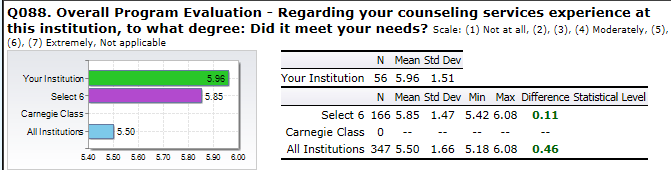 Q088. Overall Program Evaluation - Regarding your counseling services experience at
this institution, to what degree: Did it meet your needs? Scale: (1) Not at all, (2), (3), (4) Moderately, (5),
(6), (7) Extremely, Not applicable
Your Institution 5.96
Select 6 5.85
Carnegie Class
All Institutions 5.50
5.40 5.50 5.60 5.70 5.80 5.90 6.00
N Mean Std Dev
Your Institution 56 5.96 1.51
N Mean Std Dev Min Max Difference Statistical Level
Select 6 166 5.85 1.47 5.42 6.08 0.11
Carnegie Class 0 -- -- -- -- --
All Institutions 347 5.50 1.66 5.18 6.08 0.46